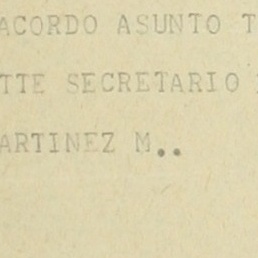 ACORDO ASUNTO T
TTE SECRETARIO
ARTINEZ M..